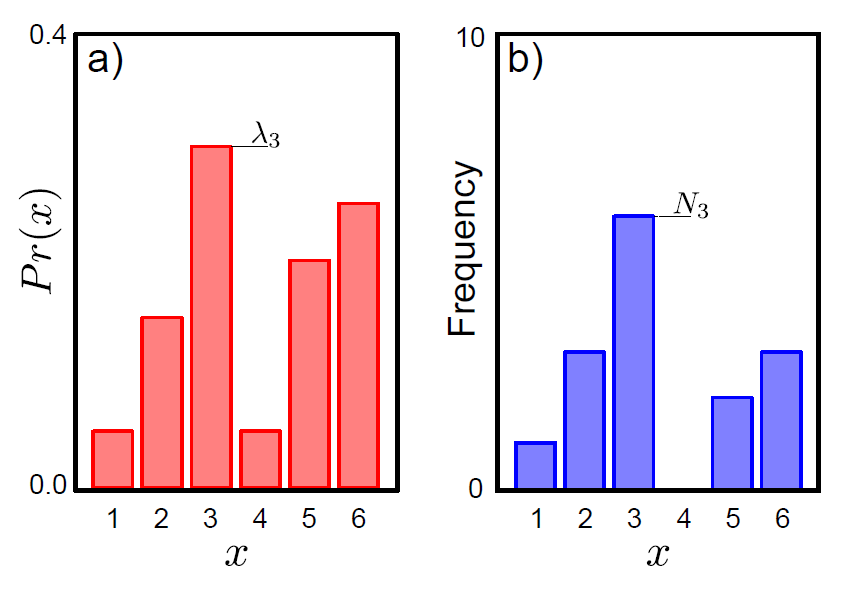 a)
0.4
λ₃
Pr(x)
0.0
1 2 3 4 5 6
x
b)
10
N₃
Frequency
0
1 2 3 4 5 6
x